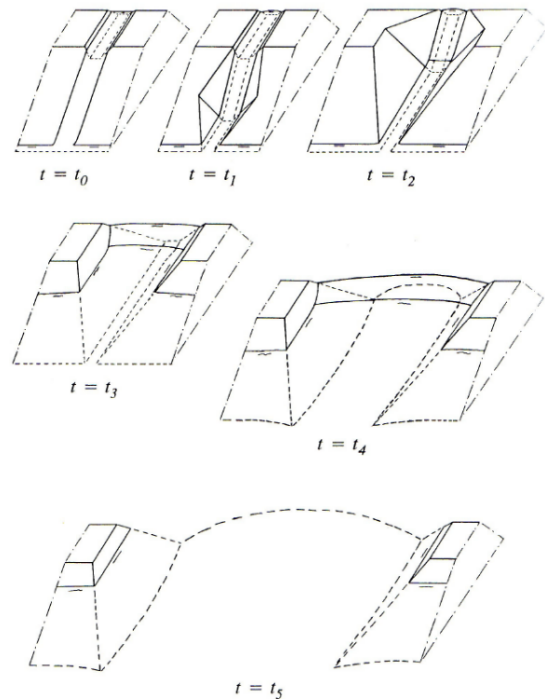 t = t₀
t = t₁
t = t₂
t = t₃
t = t₄
t = t₅